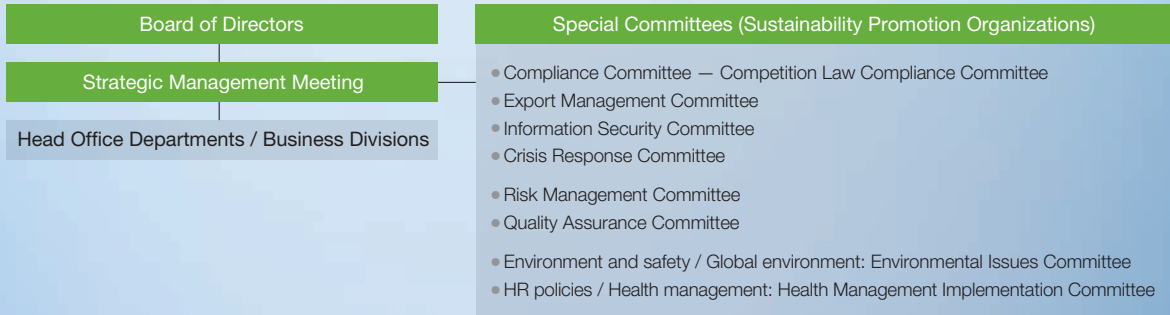 Board of Directors
Strategic Management Meeting
Head Office Departments / Business Divisions
Special Committees (Sustainability Promotion Organizations)
● Compliance Committee — Competition Law Compliance Committee
● Export Management Committee
● Information Security Committee
● Crisis Response Committee
● Risk Management Committee
● Quality Assurance Committee
● Environment and safety / Global environment: Environmental Issues Committee
● HR policies / Health management: Health Management Implementation Committee